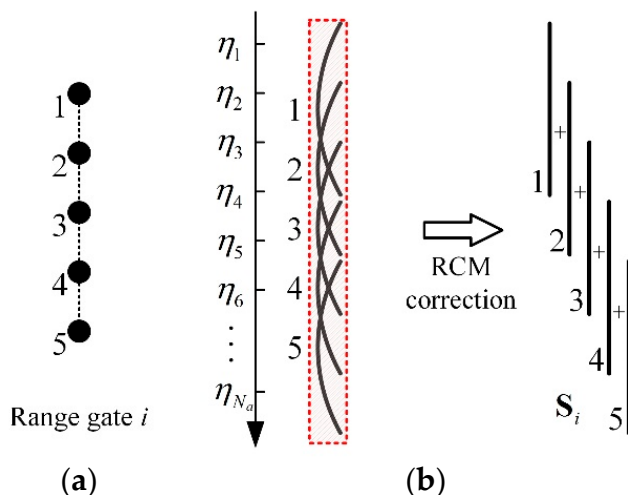 1
2
3
4
5
Range gate i
(a)
η1
η2
η3
η4
η5
η6
⋮
ηNa
1
2
3
4
5
RCM
correction
1
+
2
+
3
+
4
+
5
Si
(b)